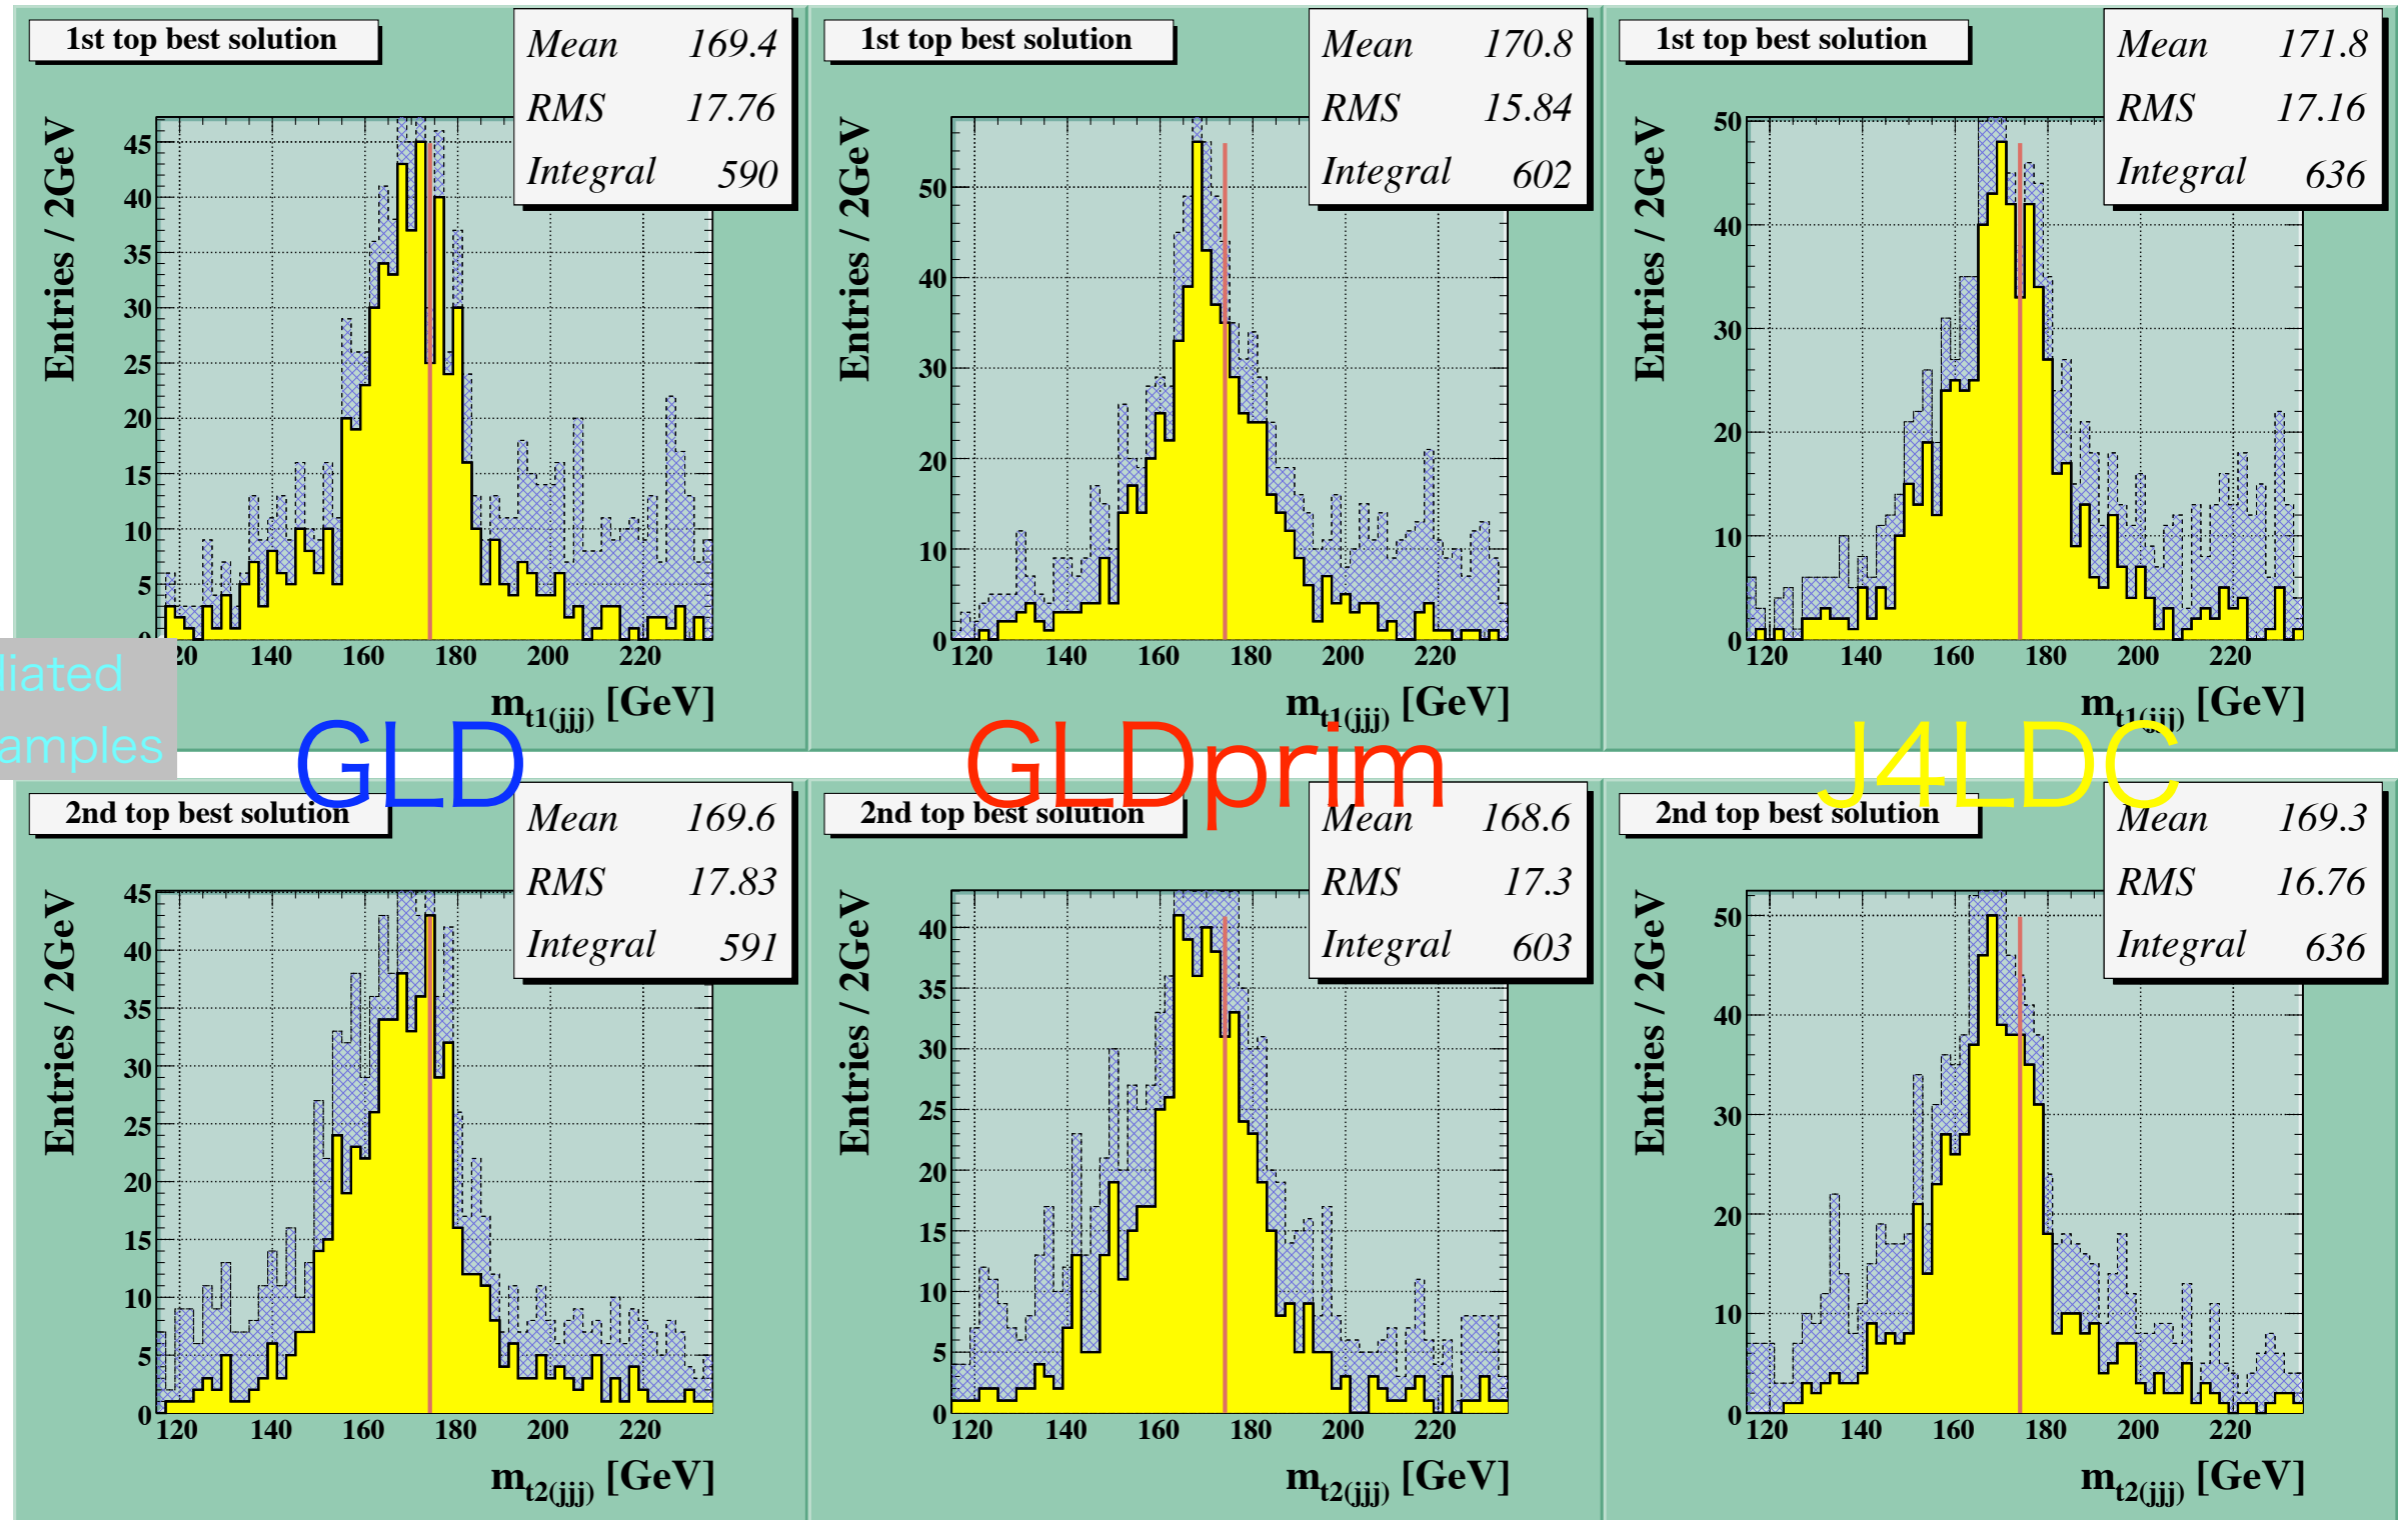 1st top best solution
Mean 169.4
RMS 17.76
Integral 590
Entries / 2GeV
45
40
35
30
25
20
15
10
5
0
20 140 160 180 200 220
m_t1(jjj) [GeV]
1st top best solution
Mean 170.8
RMS 15.84
Integral 602
Entries / 2GeV
50
40
30
20
10
0
120 140 160 180 200 220
m_t1(jjj) [GeV]
1st top best solution
Mean 171.8
RMS 17.16
Integral 636
Entries / 2GeV
50
40
30
20
10
0
120 140 160 180 200 220
m_t1(jjj) [GeV]
liated
amples
GLD
GLDprim
J4LDC
2nd top best solution
Mean 169.6
RMS 17.83
Integral 591
Entries / 2GeV
45
40
35
30
25
20
15
10
5
0
120 140 160 180 200 220
m_t2(jjj) [GeV]
2nd top best solution
Mean 168.6
RMS 17.3
Integral 603
Entries / 2GeV
40
35
30
25
20
15
10
5
0
120 140 160 180 200 220
m_t2(jjj) [GeV]
2nd top best solution
Mean 169.3
RMS 16.76
Integral 636
Entries / 2GeV
50
40
30
20
10
0
120 140 160 180 200 220
m_t2(jjj) [GeV]